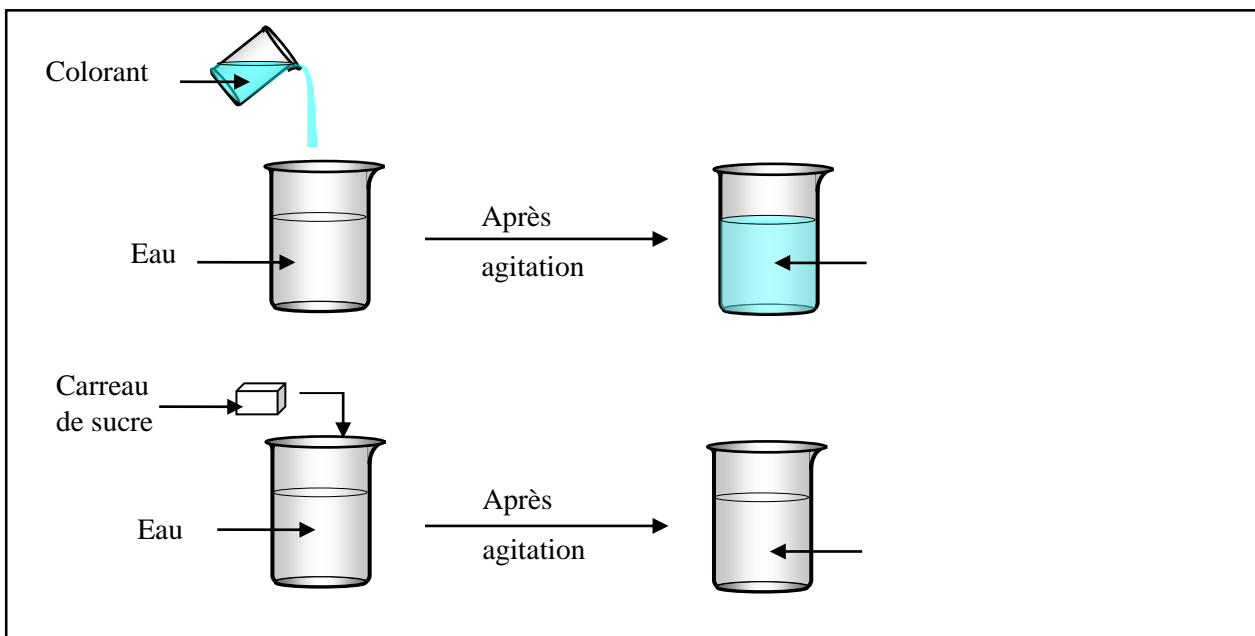 Colorant
Eau
Après
agitation
Carreau
de sucre
Eau
Après
agitation